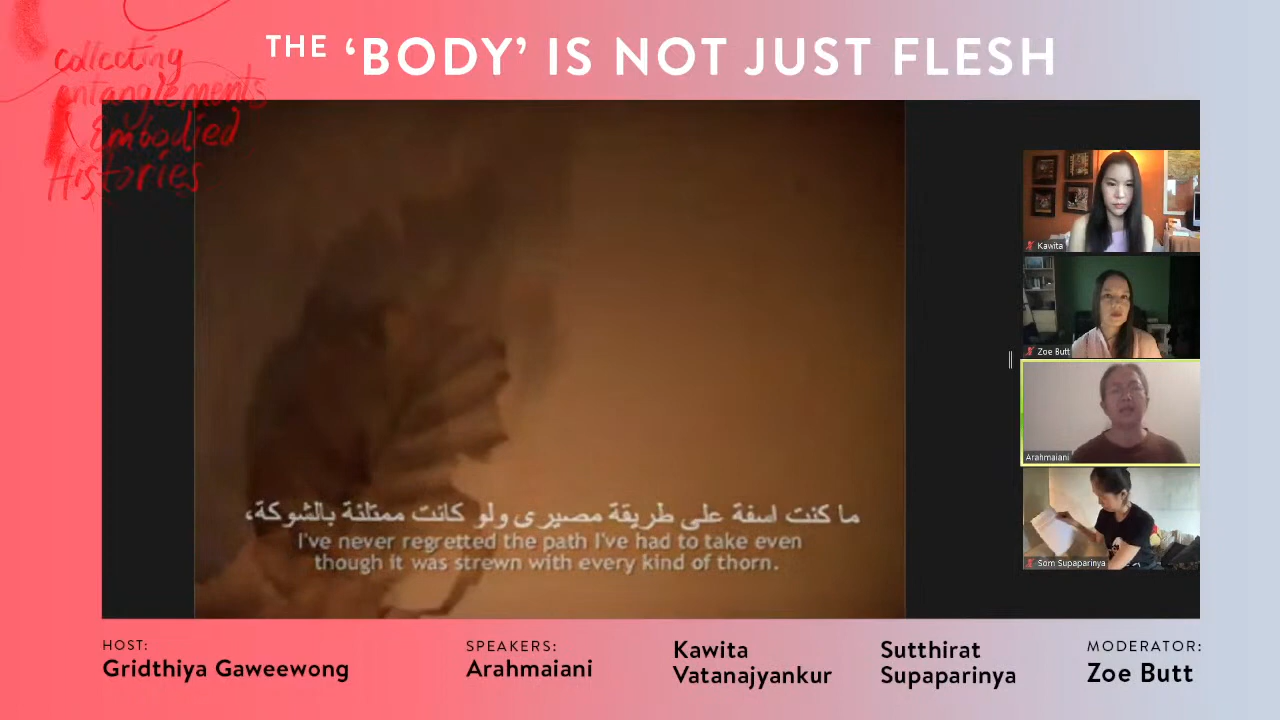 THE ‘BODY’ IS NOT JUST FLESH
collecting
entanglements
Embodied
Histories
Kawita
Zoe Butt
Arahmaiani
Som Supaparinya
ما كنت اسفة على طريقة مصيرى ولو كانت ممتلئة بالشوكة،
I've never regretted the path I've had to take even
though it was strewn with every kind of thorn.
HOST:
Gridthiya Gaweewong
SPEAKERS:
Arahmaiani
Kawita
Vatanajyankur
Sutthirat
Supaparinya
MODERATOR:
Zoe Butt